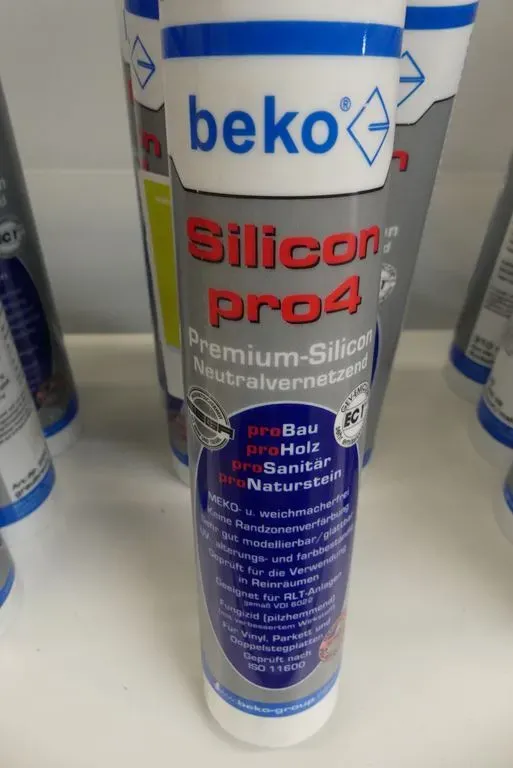 beko®
Silicon
pro4
Premium-Silicon
Neutralvernetzend
EC1
proBau
proHolz
proSanitär
proNaturstein
MEKO- u. weichmacherfrei
Keine Randzonenverfärbung
Sehr gut modellierbar/glättbar
UV-, alterungs- und farbbeständig
Geprüft für die Verwendung
in Reinräumen
Geeignet für RLT-Anlagen
gemäß VDI 6022
Fungizid (pilzhemmend)
verbessertem
Für Vinyl, Parkett und
Doppelstegplatten
Geprüft nach
ISO 11600
beko-group